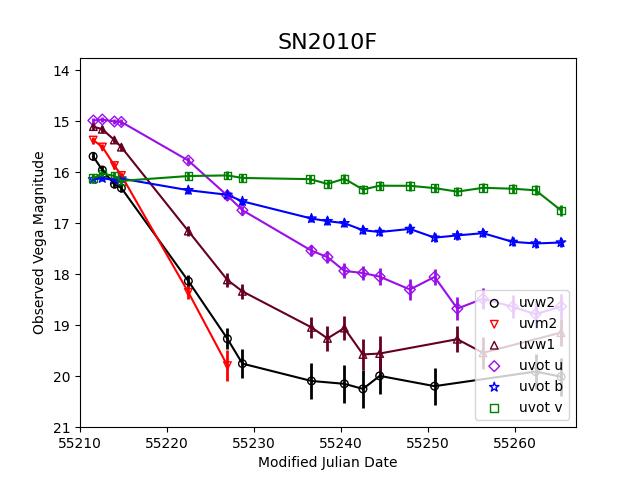 SN2010F
14
15
16
17
18
19
20
21
Observed Vega Magnitude
55210 55220 55230 55240 55250 55260
Modified Julian Date
uvw2
uvm2
uvw1
uvot u
uvot b
uvot v